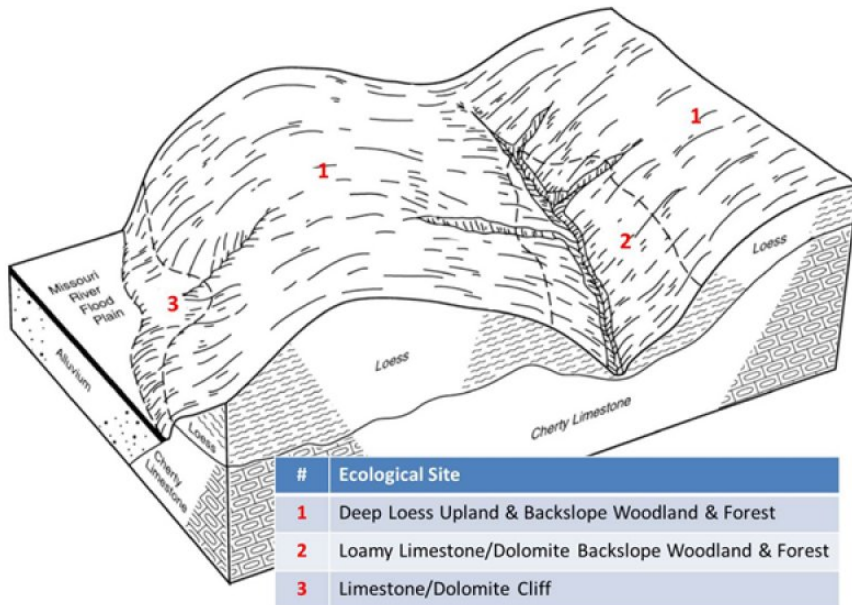 1
1
2
3
Missouri
River
Flood
Plain
Alluvium
Loess
Loess
Loess
Cherty
Limestone
Cherty Limestone
# Ecological Site
1 Deep Loess Upland & Backslope Woodland & Forest
2 Loamy Limestone/Dolomite Backslope Woodland & Forest
3 Limestone/Dolomite Cliff